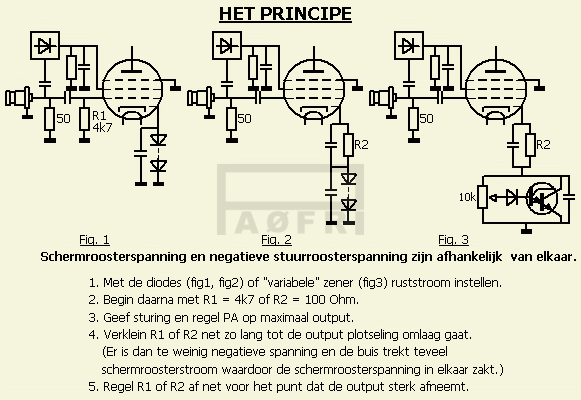 HET PRINCIPE
50
R1
4k7
50
R2
50
R2
10k
PAØFRI
Fig. 1
Fig. 2
Fig. 3
Schermroosterspanning en negatieve stuurroosterspanning zijn afhankelijk van elkaar.
1. Met de diodes (fig1, fig2) of "variabele" zener (fig3) ruststroom instellen.
2. Begin daarna met R1 = 4k7 of R2 = 100 Ohm.
3. Geef sturing en regel PA op maximaal output.
4. Verklein R1 of R2 net zo lang tot de output plotseling omlaag gaat.
(Er is dan te weinig negatieve spanning en de buis trekt teveel
schermroosterstroom waardoor de schermroosterspanning in elkaar zakt.)
5. Regel R1 of R2 af net voor het punt dat de output sterk afneemt.